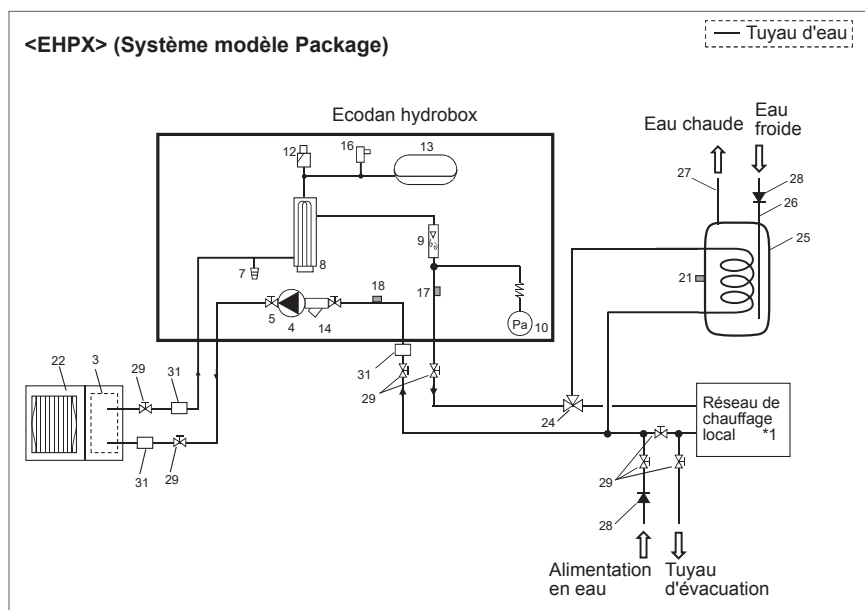 <EHPX> (Système modèle Package)
Tuyau d'eau
Ecodan hydrobox
Eau chaude
Eau
froide
12
16
13
27
28
26
25
7
8
9
21
18
17
5
4
14
Pa
10
22
3
29
31
31
29
24
Réseau de
chauffage
local *1
31
29
29
28
Alimentation
en eau
Tuyau
d'évacuation